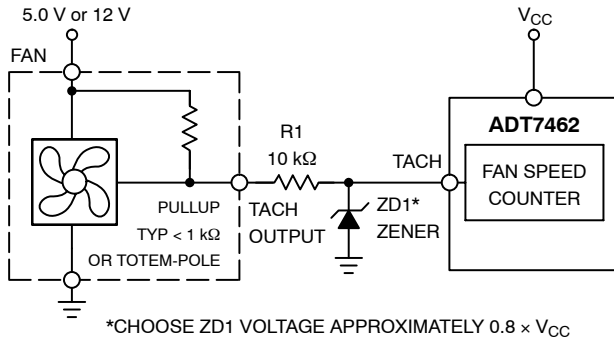 5.0 V or 12 V
VCC
FAN
ADT7462
R1
10 kΩ
TACH
FAN SPEED
COUNTER
PULLUP
TYP < 1 kΩ
OR TOTEM-POLE
TACH
OUTPUT
ZD1*
ZENER
*CHOOSE ZD1 VOLTAGE APPROXIMATELY 0.8 × VCC